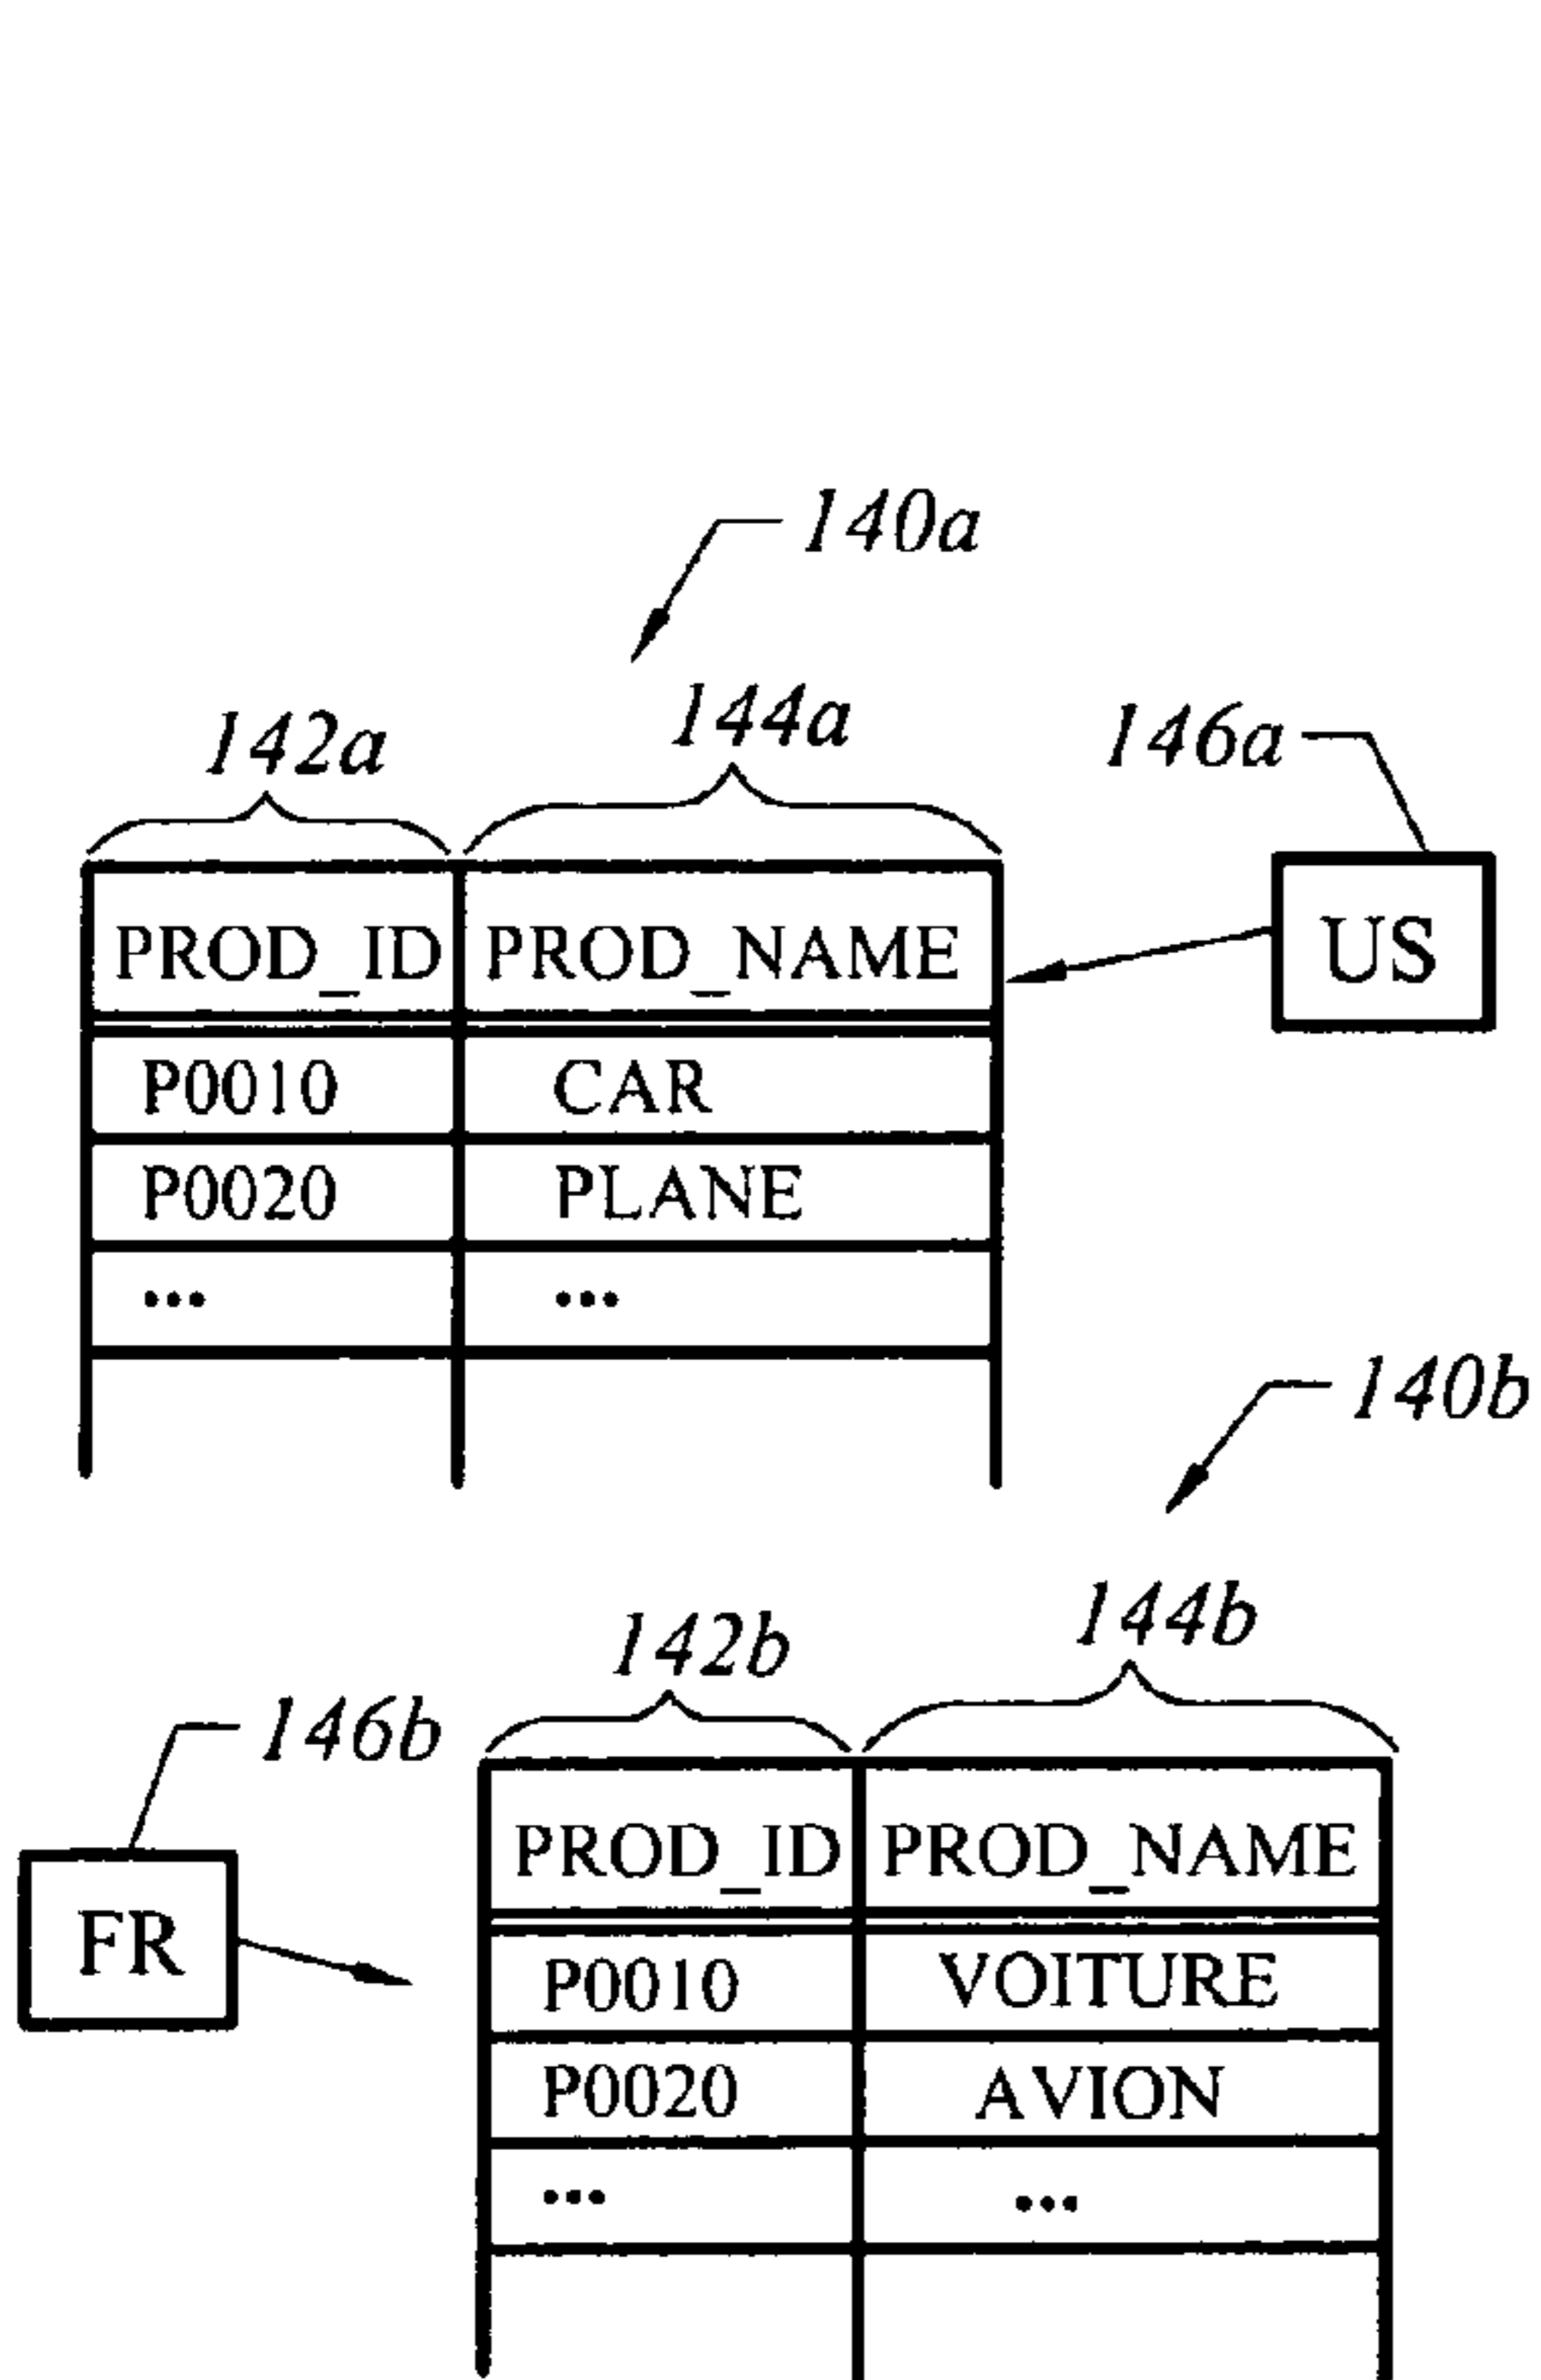 140a
142a 144a 146a
PROD_ID PROD_NAME US
P0010 CAR
P0020 PLANE
... ...
140b
142b 144b
146b
PROD_ID PROD_NAME
FR
P0010 VOITURE
P0020 AVION
... ...